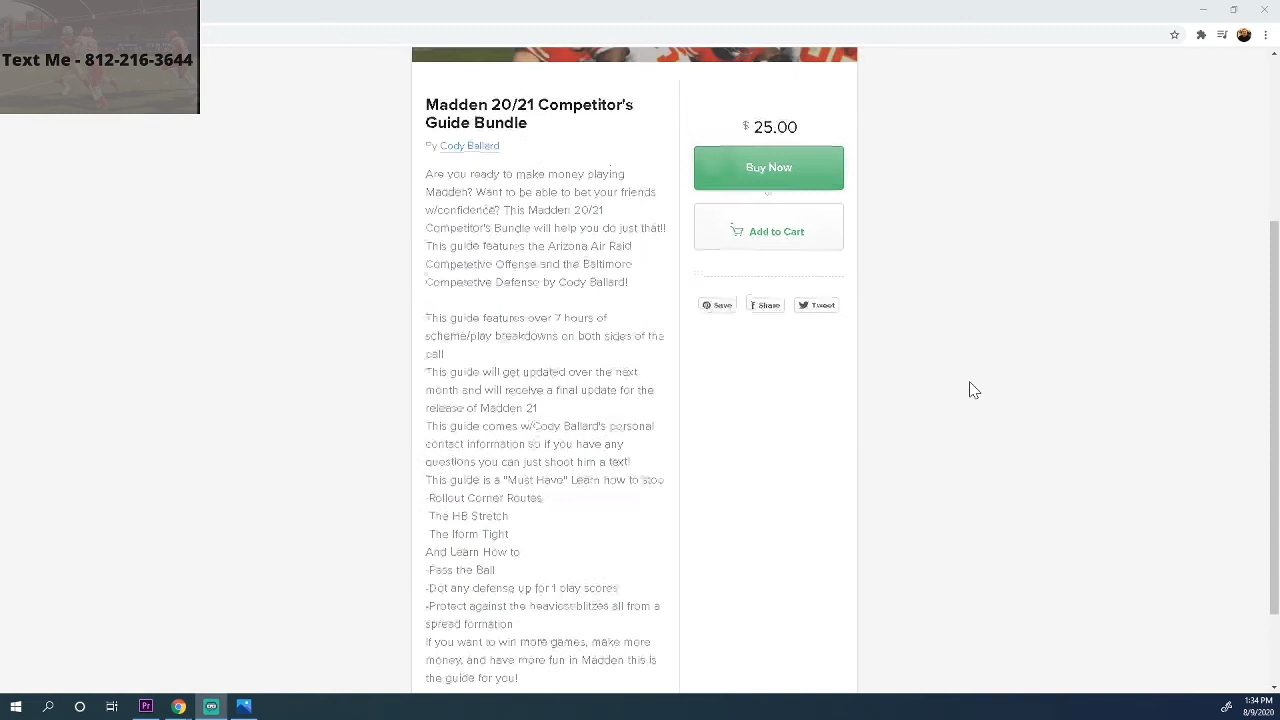 Text Me - 812-216-3644
Madden 20/21 Competitor's
Guide Bundle
By Cody Ballard
Are you ready to make money playing
Madden? Want to be able to bet your friends
w/confidence? This Madden 20/21
Competitor's Bundle will help you do just that!!
This guide features the Arizona Air Raid
Competetive Offense and the Baltimore
Competetive Defense by Cody Ballard!
This guide features over 7 hours of
scheme/play breakdowns on both sides of the
ball
This guide will get updated over the next
month and will receive a final update for the
release of Madden 21
This guide comes w/Cody Ballard's personal
contact information so if you have any
questions you can just shoot him a text!
This guide is a "Must Have" Learn how to stop
-Rollout Corner Routes
-The HB Stretch
-The Iform Tight
And Learn How to
-Pass the Ball
-Dot any defense up for 1 play scores
-Protect against the heaviest blitzes all from a
spread formation
If you want to win more games, make more
money, and have more fun in Madden this is
the guide for you!
$ 25.00
Buy Now
or
Add to Cart
Save
Share
Tweet
Pr
1:34 PM
8/9/2020